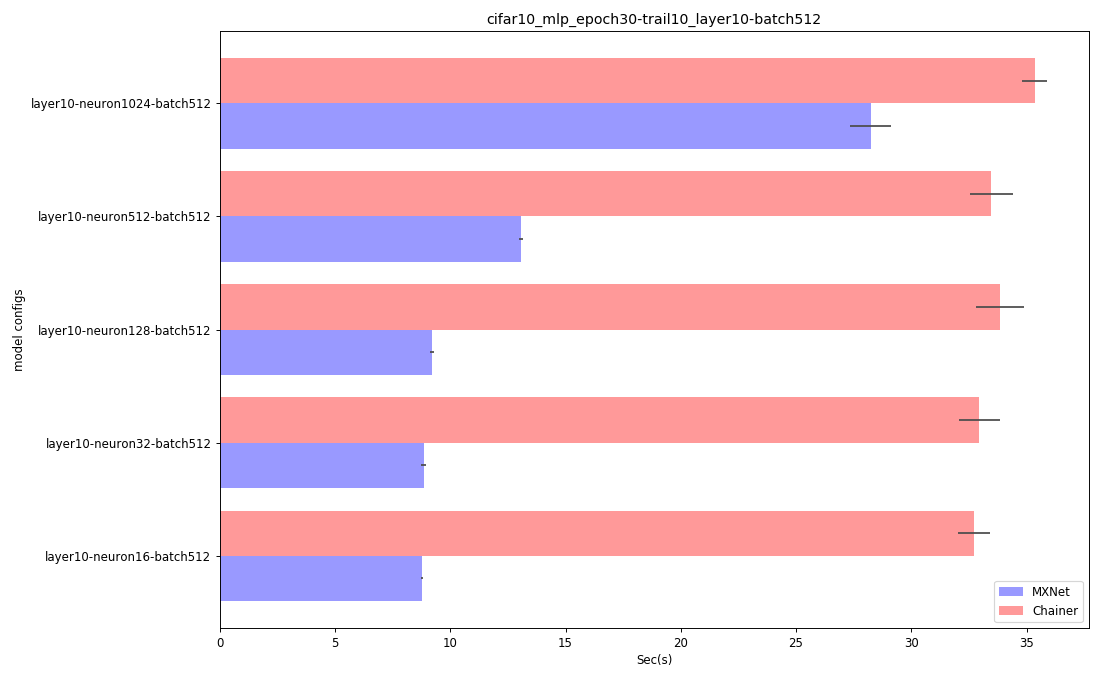 cifar10_mlp_epoch30-trail10_layer10-batch512
model configs
layer10-neuron1024-batch512
layer10-neuron512-batch512
layer10-neuron128-batch512
layer10-neuron32-batch512
layer10-neuron16-batch512
0 5 10 15 20 25 30 35
Sec(s)
MXNet
Chainer